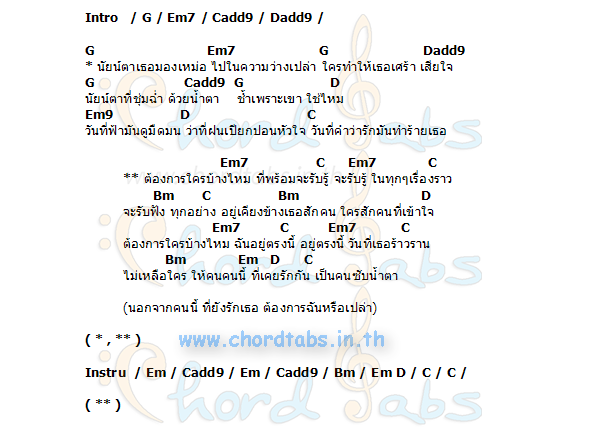 Intro / G / Em7 / Cadd9 / Dadd9 /
G Em7 G Dadd9
* นัยน์ตาเธอมองเหม่อ ไปในความว่างเปล่า ใครทำให้เธอเศร้า เสียใจ
G Cadd9 G D
นัยน์ตาที่ชุ่มฉ่ำ ด้วยน้ำตา ช้ำเพราะเขา ใช่ไหม
Em9 D C
วันที่ฟ้ามันดูมืดมน ว่าที่ฝนเปียกปอนหัวใจ วันที่คำว่ารักมันทำร้ายเธอ
Em7 C Em7 C
** ต้องการใครบ้างไหม ที่พร้อมจะรับรู้ จะรับรู้ ในทุกๆเรื่องราว
Bm C Bm D
จะรับฟัง ทุกอย่าง อยู่เคียงข้างเธอสักคน ใครสักคนที่เข้าใจ
Em7 C Em7 C
ต้องการใครบ้างไหม ฉันอยู่ตรงนี้ อยู่ตรงนี้ วันที่เธอร้าวราน
Bm Em D C
ไม่เหลือใคร ให้คนคนนี้ ที่เคยรักกัน เป็นคนซับน้ำตา
(นอกจากคนนี้ ที่ยังรักเธอ ต้องการฉันหรือเปล่า)
( * , ** )
www.chordtabs.in.th
Instru / Em / Cadd9 / Em / Cadd9 / Bm / Em D / C / C /
( ** )